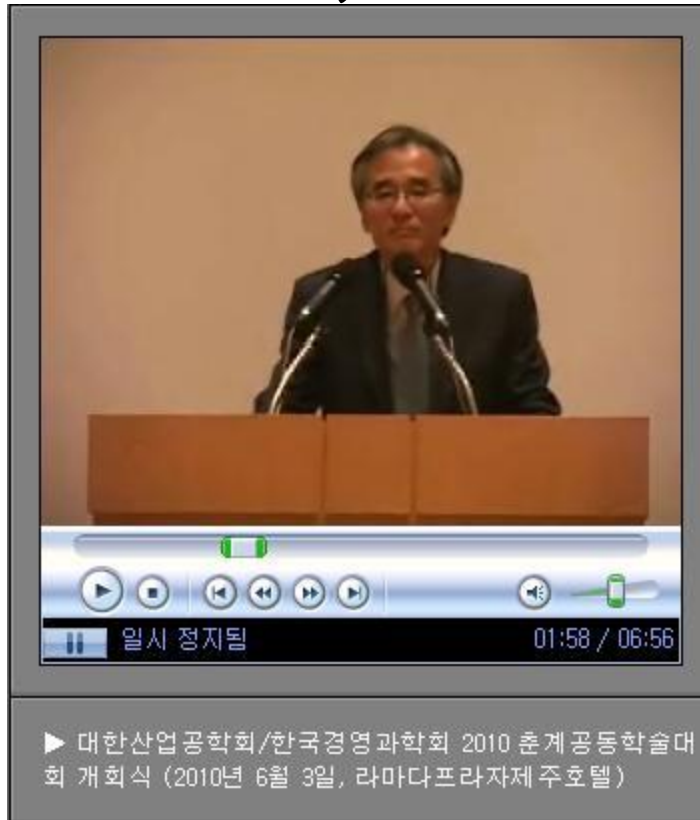 일시 정지됨 01:58 / 06:56
▶ 대한산업공학회/한국경영과학회 2010 춘계공동학술대
회 개회식 (2010년 6월 3일, 라마다프라자제주호텔)